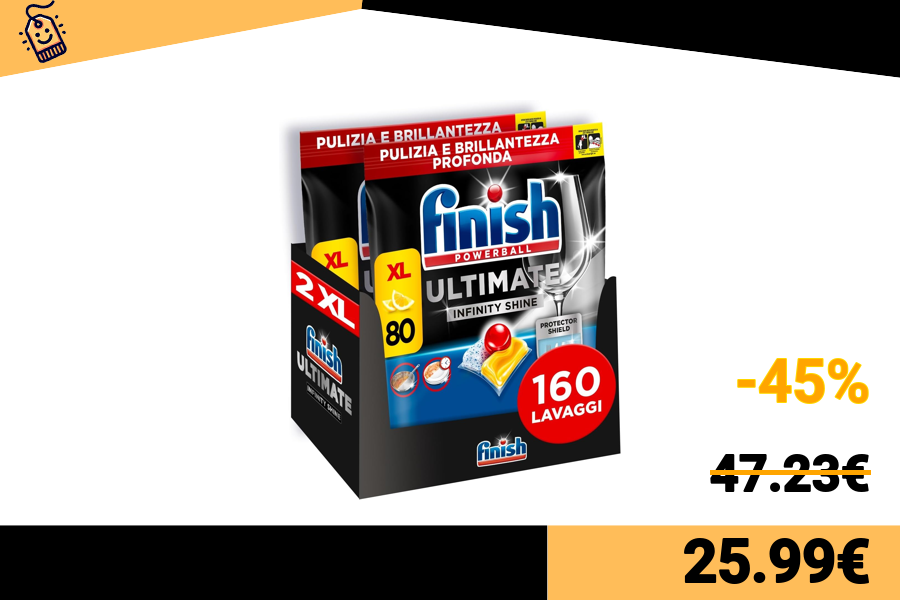 PULIZIA E BRILLANTEZZA
PULIZIA E BRILLANTEZZA
PROFONDA
finish
POWERBALL
XL
XL
ULTIMATE
INFINITY SHINE
80
PROTECTOR
SHIELD
2 XL
finish
ULTIMATE
INFINITY SHINE
160
LAVAGGI
finish
-45%
47.23€
25.99€